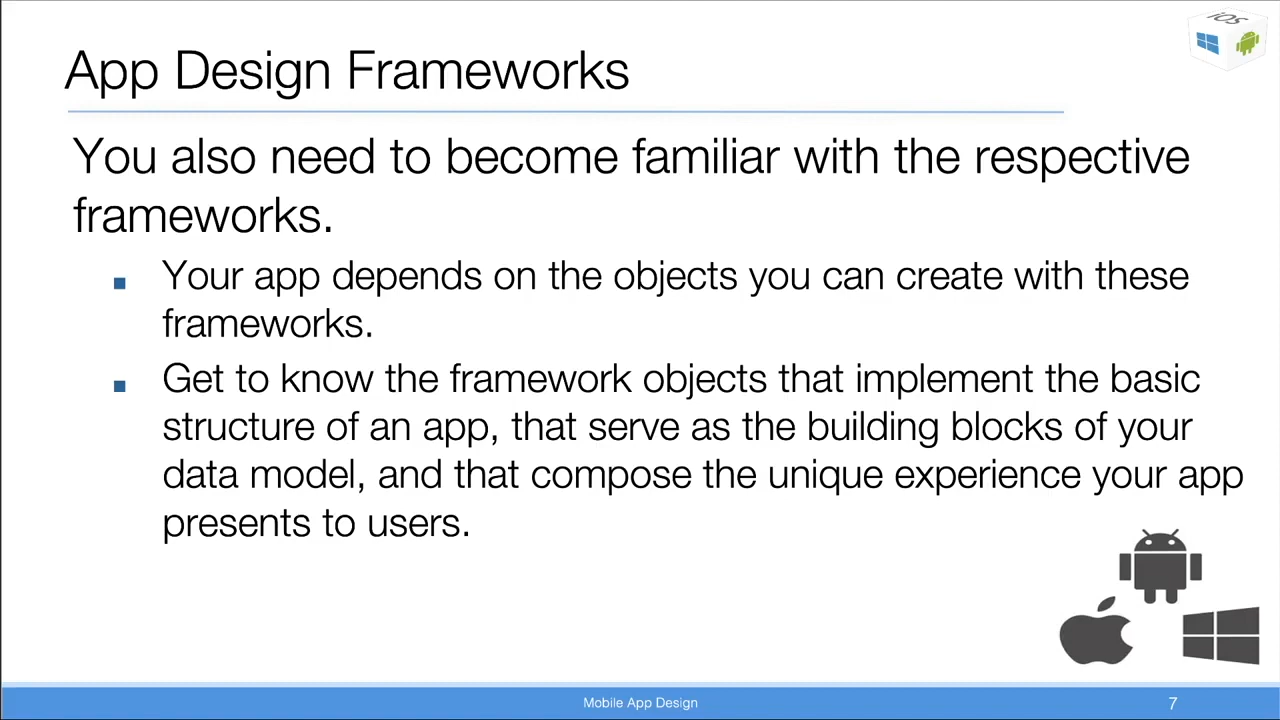 iOS
App Design Frameworks
You also need to become familiar with the respective
frameworks.
▪ Your app depends on the objects you can create with these
frameworks.
▪ Get to know the framework objects that implement the basic
structure of an app, that serve as the building blocks of your
data model, and that compose the unique experience your app
presents to users.
Mobile App Design
7